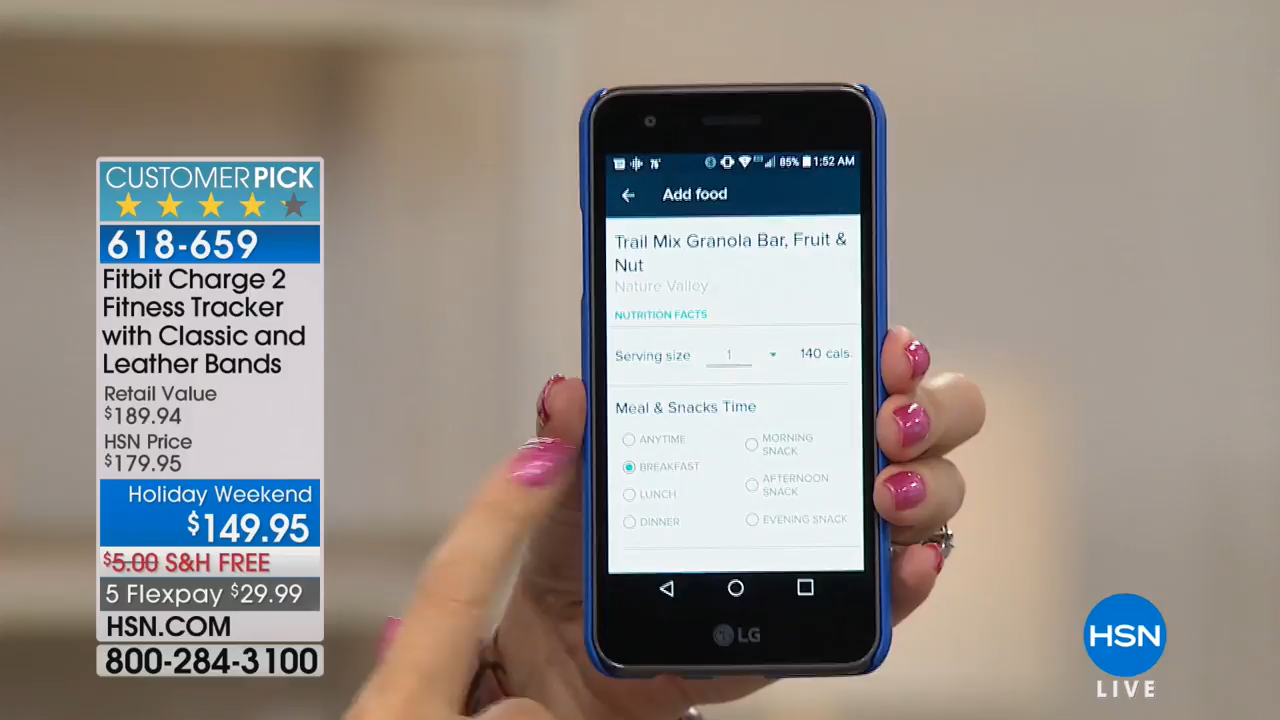 CUSTOMER PICK
618-659
Fitbit Charge 2
Fitness Tracker
with Classic and
Leather Bands
Retail Value
$189.94
HSN Price
$179.95
Holiday Weekend
$149.95
$5.00 S&H FREE
5 Flexpay $29.99
HSN.COM
800-284-3100
85% 1:52 AM
Add food
Trail Mix Granola Bar, Fruit &
Nut
Nature Valley
NUTRITION FACTS
Serving size 1 140 cals.
Meal & Snacks Time
ANYTIME
MORNING
SNACK
BREAKFAST
AFTERNOON
SNACK
LUNCH
DINNER
EVENING SNACK
LG
HSN
LIVE